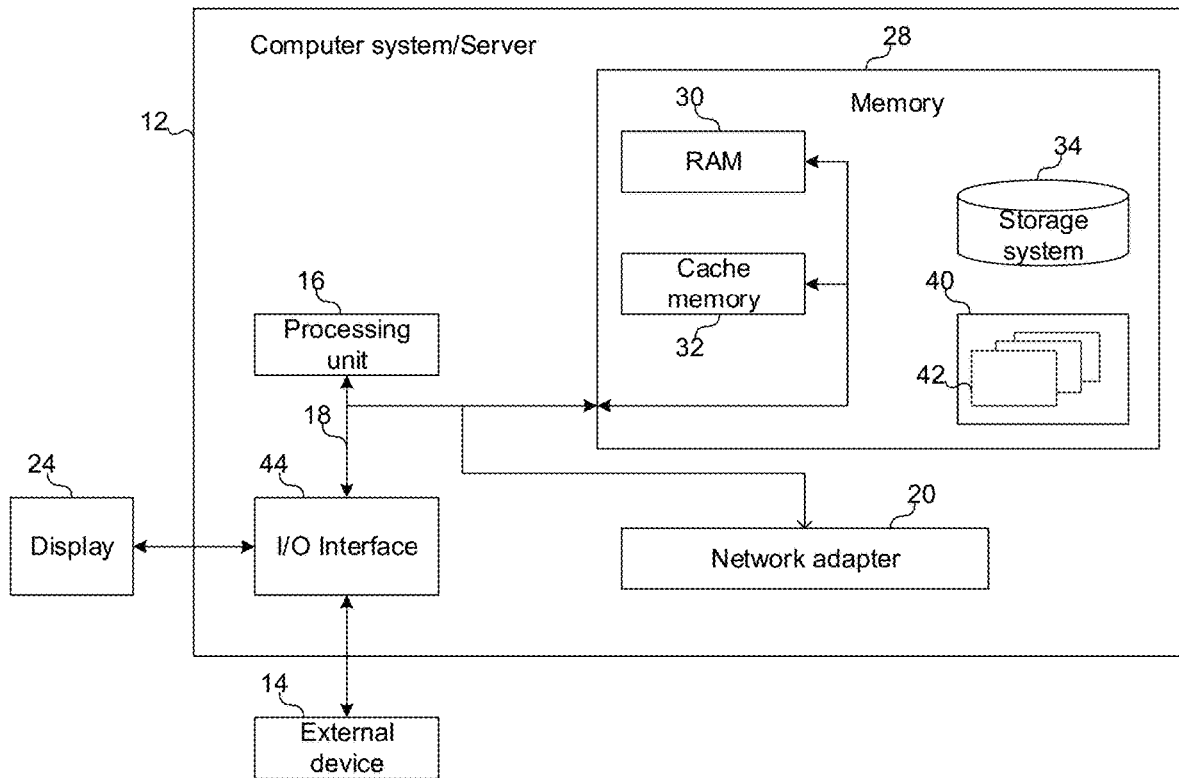 Computer system/Server
28
Memory
12
30
RAM
34
Storage
system
Cache
memory
32
16
Processing
unit
40
42
18
24
Display
44
I/O Interface
20
Network adapter
14
External
device